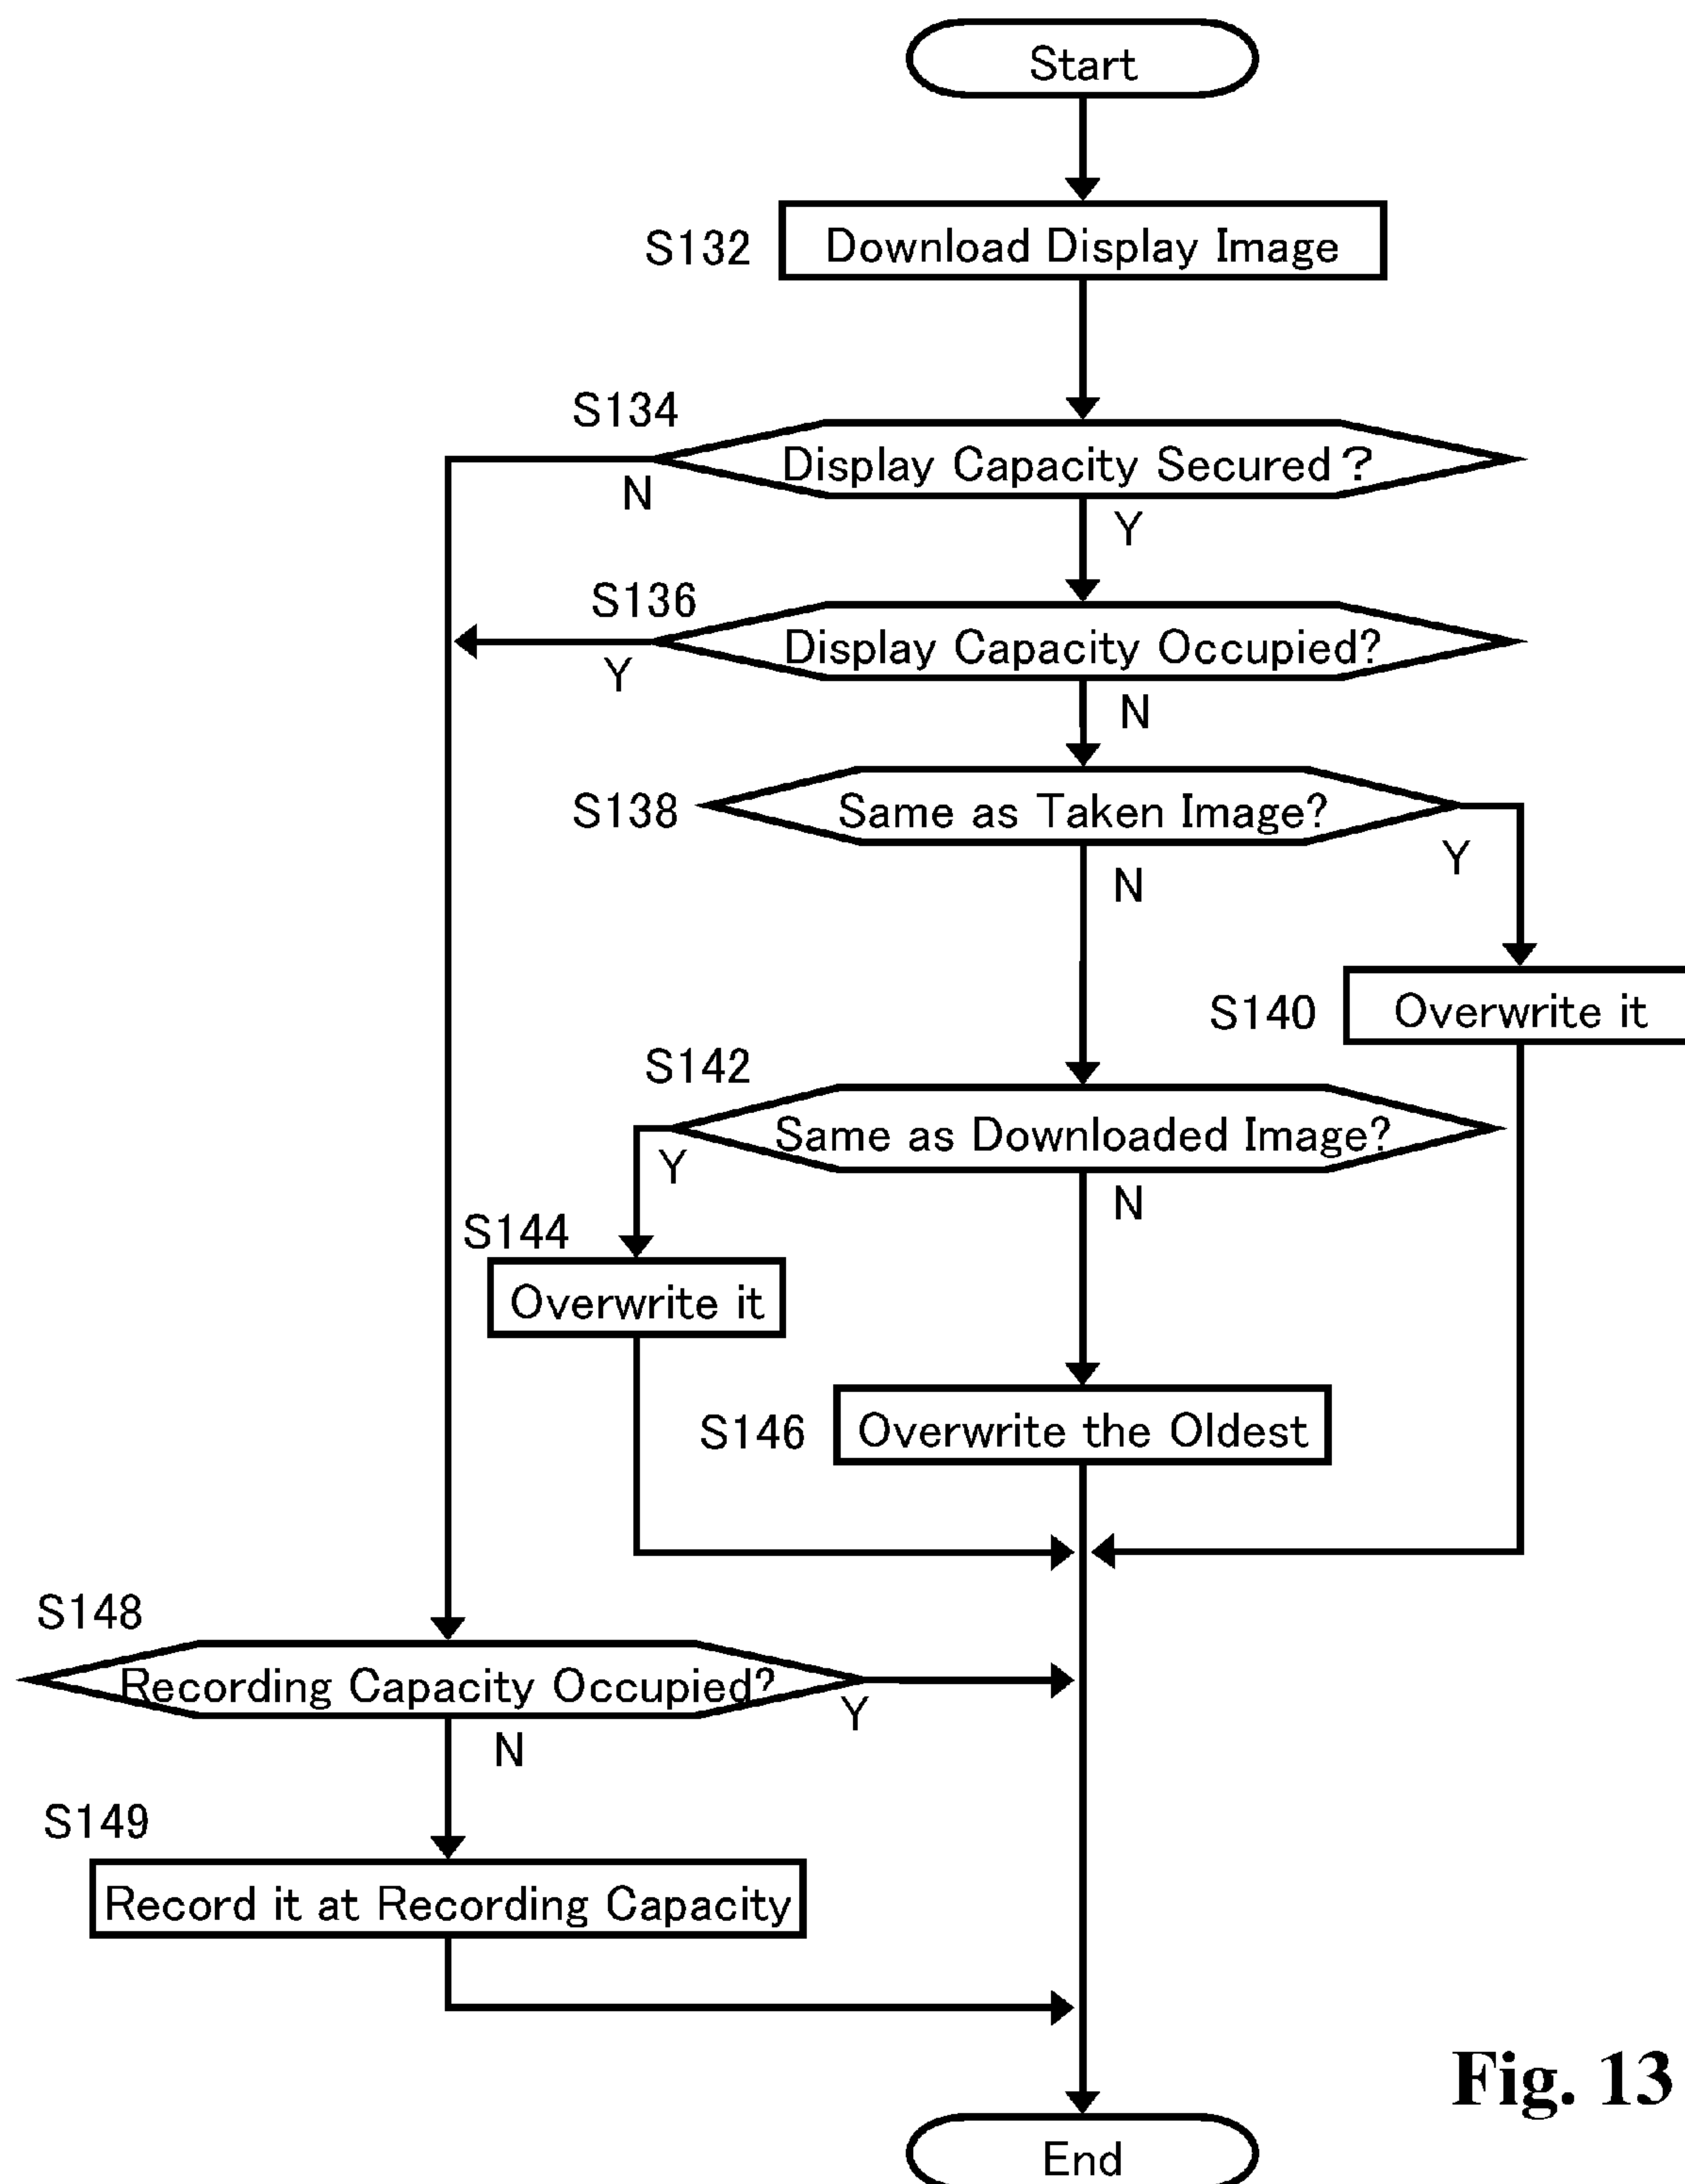 Start
S132
Download Display Image
S134
Display Capacity Secured?
N
Y
S136
Display Capacity Occupied?
Y
N
S138
Same as Taken Image?
Y
N
S140
Overwrite it
S142
Same as Downloaded Image?
Y
N
S144
Overwrite it
S146
Overwrite the Oldest
S148
Recording Capacity Occupied?
Y
N
S149
Record it at Recording Capacity
Fig. 13
End